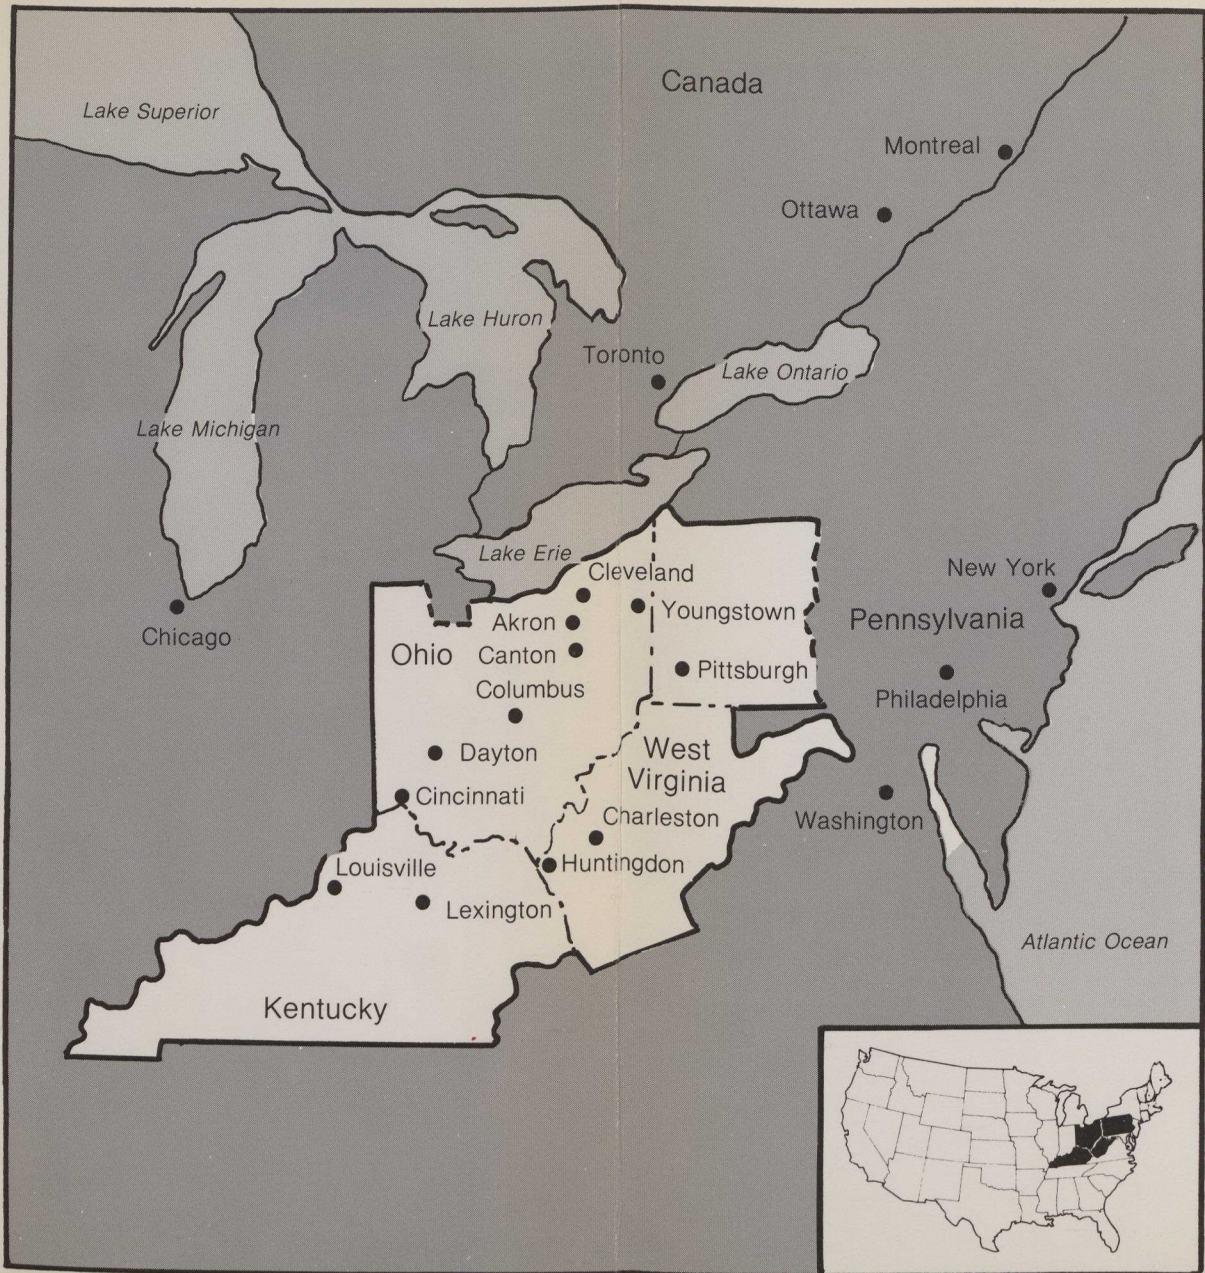 Canada
Lake Superior
Montreal
Ottawa
Lake Huron
Toronto
Lake Ontario
Lake Michigan
Lake Erie
Cleveland
New York
Youngstown
Akron
Pennsylvania
Chicago
Ohio
Canton
Pittsburgh
Columbus
Philadelphia
Dayton
West
Virginia
Cincinnati
Charleston
Washington
Louisville
Huntingdon
Lexington
Atlantic Ocean
Kentucky